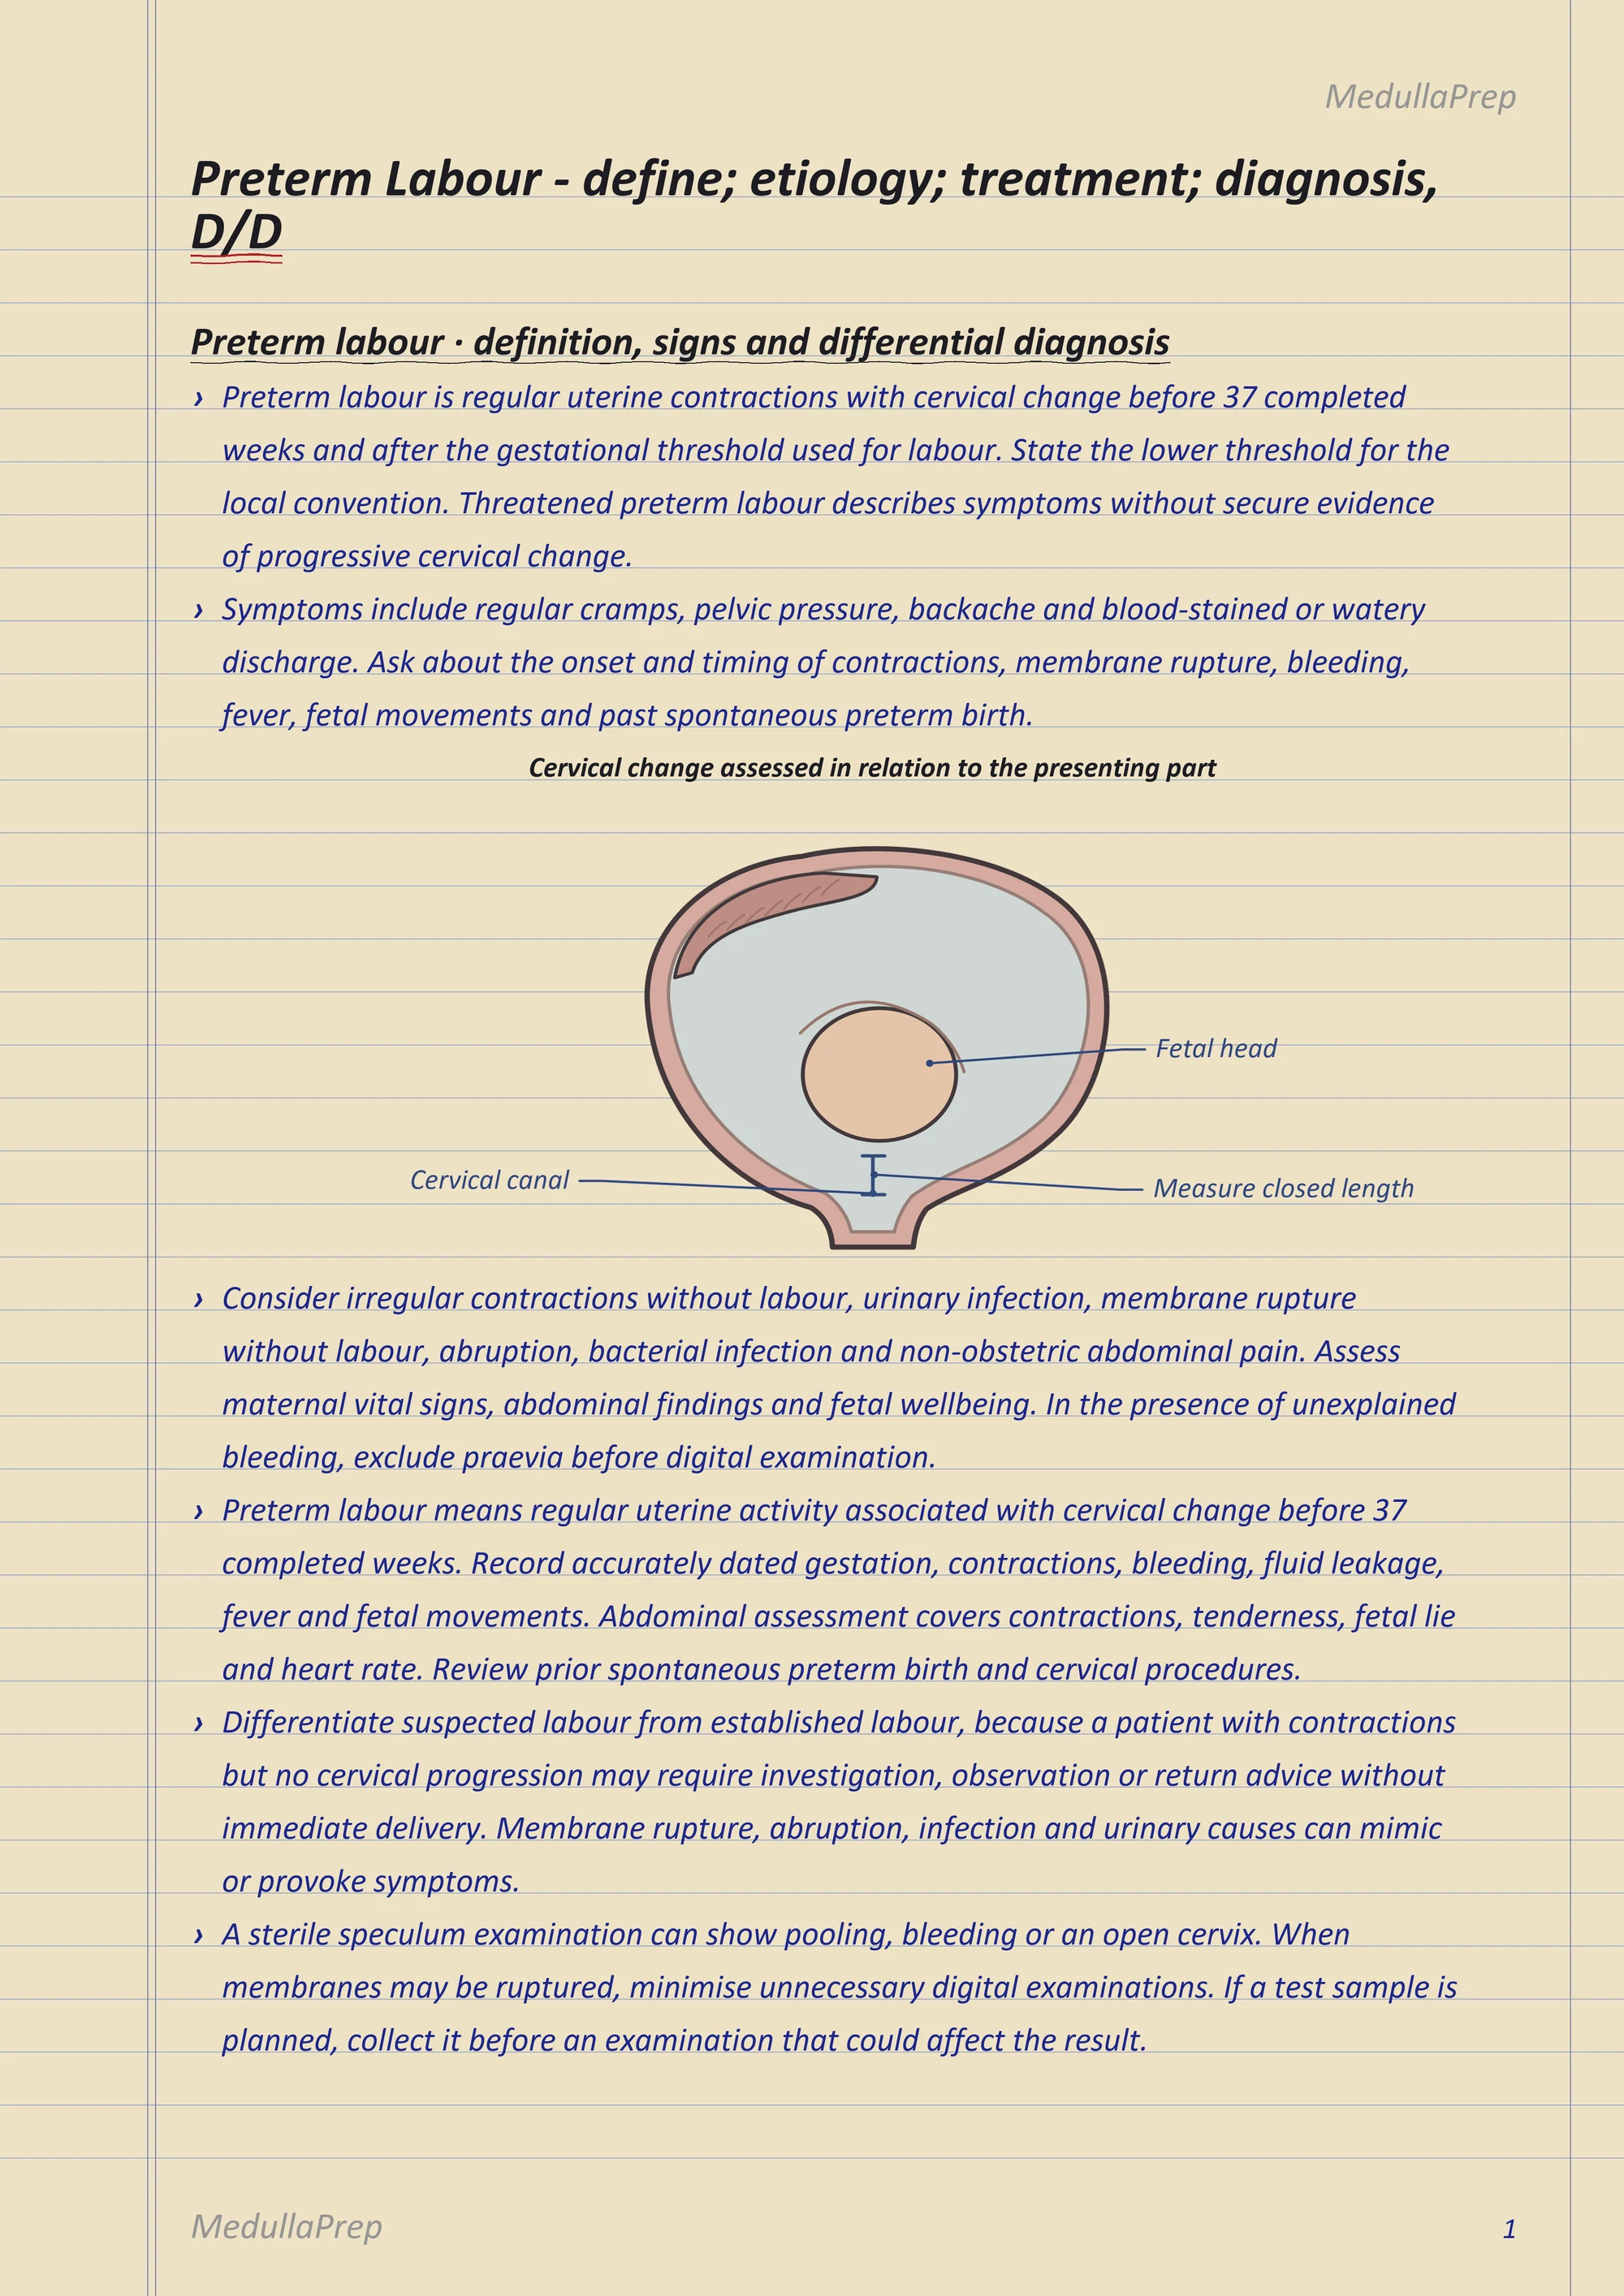 MedullaPrep
Preterm Labour - define; etiology; treatment; diagnosis,
D/D
Preterm labour · definition, signs and differential diagnosis
› Preterm labour is regular uterine contractions with cervical change before 37 completed
weeks and after the gestational threshold used for labour. State the lower threshold for the
local convention. Threatened preterm labour describes symptoms without secure evidence
of progressive cervical change.
› Symptoms include regular cramps, pelvic pressure, backache and blood-stained or watery
discharge. Ask about the onset and timing of contractions, membrane rupture, bleeding,
fever, fetal movements and past spontaneous preterm birth.
Cervical change assessed in relation to the presenting part
Fetal head
Cervical canal
Measure closed length
› Consider irregular contractions without labour, urinary infection, membrane rupture
without labour, abruption, bacterial infection and non-obstetric abdominal pain. Assess
maternal vital signs, abdominal findings and fetal wellbeing. In the presence of unexplained
bleeding, exclude praevia before digital examination.
› Preterm labour means regular uterine activity associated with cervical change before 37
completed weeks. Record accurately dated gestation, contractions, bleeding, fluid leakage,
fever and fetal movements. Abdominal assessment covers contractions, tenderness, fetal lie
and heart rate. Review prior spontaneous preterm birth and cervical procedures.
› Differentiate suspected labour from established labour, because a patient with contractions
but no cervical progression may require investigation, observation or return advice without
immediate delivery. Membrane rupture, abruption, infection and urinary causes can mimic
or provoke symptoms.
› A sterile speculum examination can show pooling, bleeding or an open cervix. When
membranes may be ruptured, minimise unnecessary digital examinations. If a test sample is
planned, collect it before an examination that could affect the result.
MedullaPrep
1